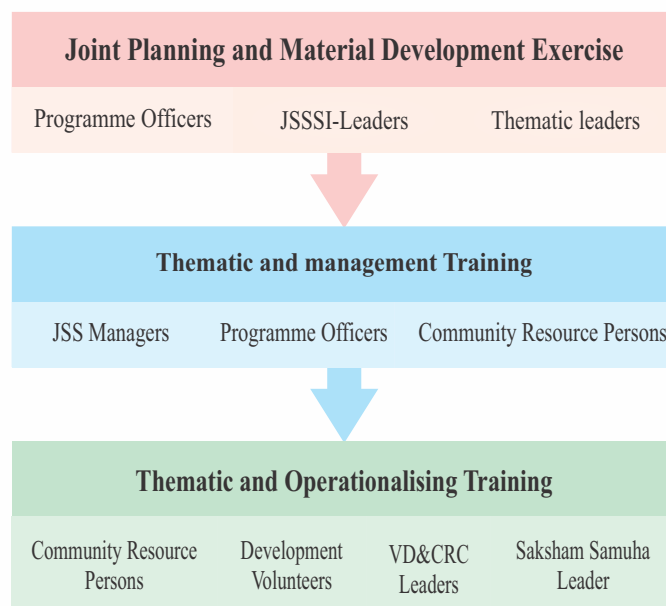 Joint Planning and Material Development Exercise
Programme Officers JSSSI-Leaders Thematic leaders
Thematic and management Training
JSS Managers Programme Officers Community Resource Persons
Thematic and Operationalising Training
Community Resource Development VD&CRC Saksham Samuha
Persons Volunteers Leaders Leader